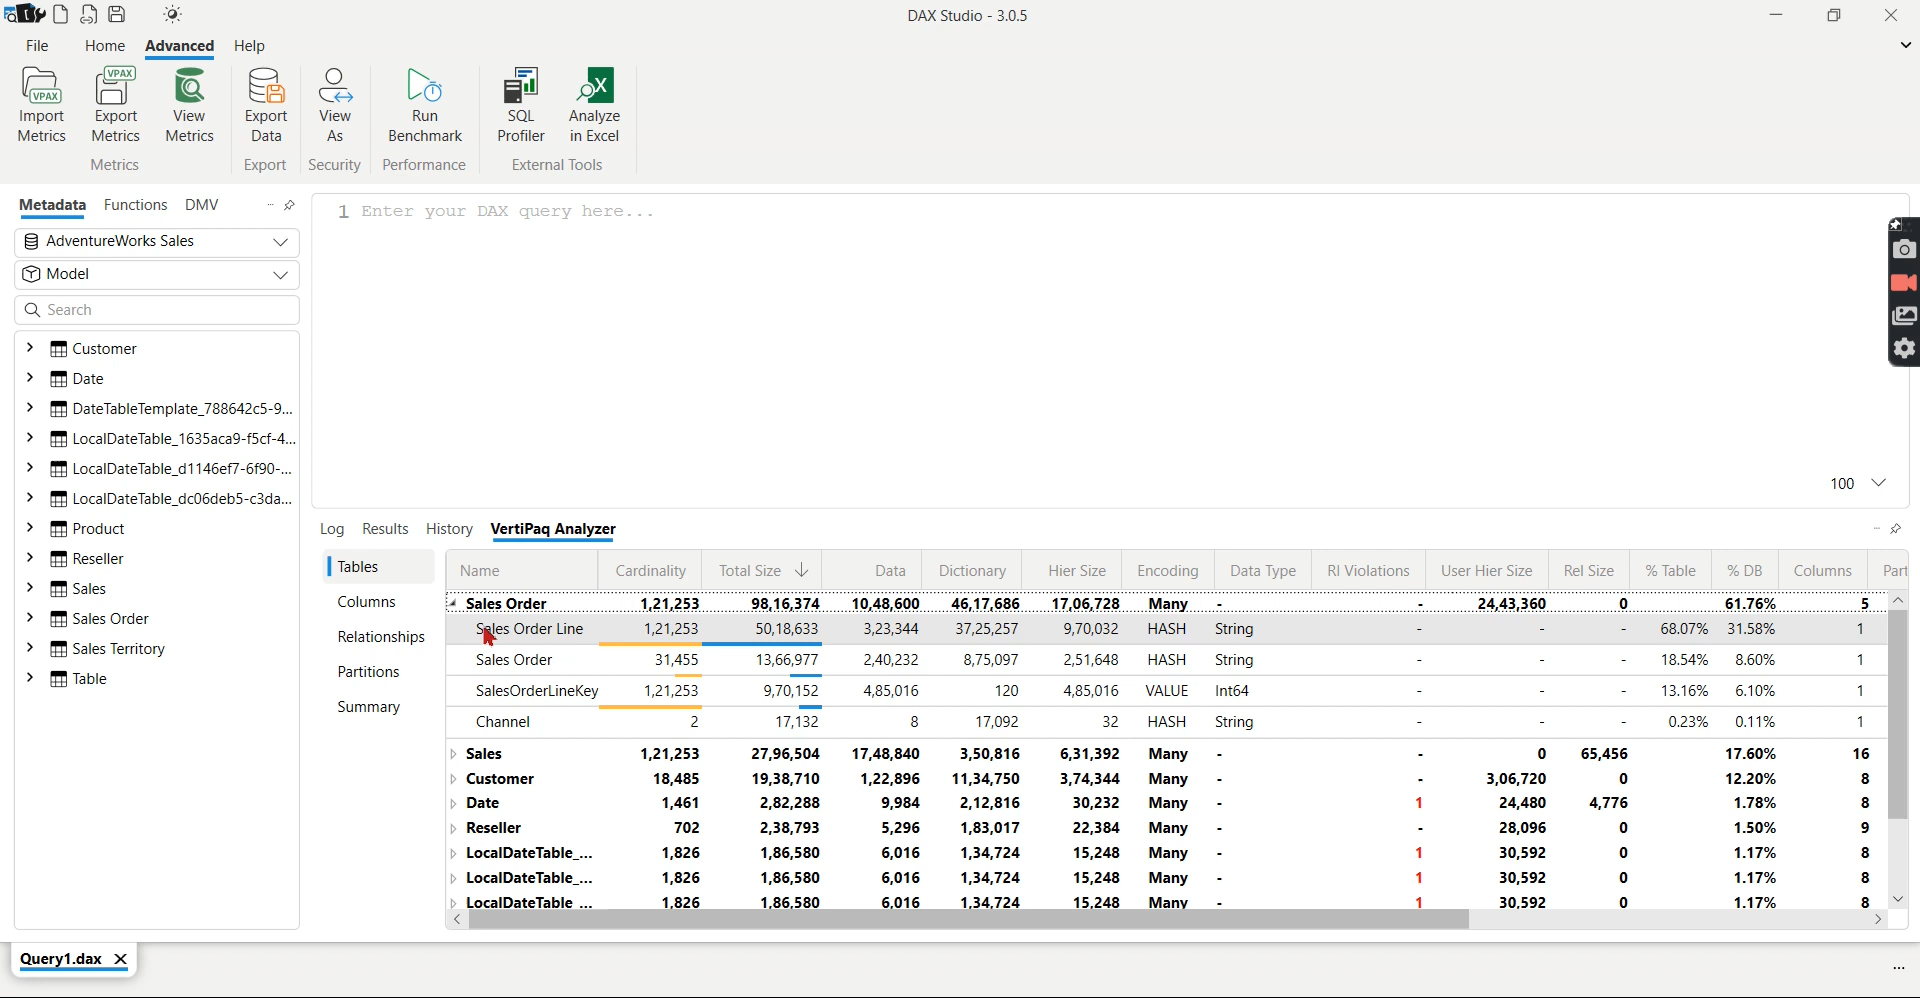 DAX Studio - 3.0.5
File Home Advanced Help
VPAX VPAX
Import Metrics Export Metrics View Metrics Export Data View As Run Benchmark SQL Profiler Analyze in Excel
Metrics Export Security Performance External Tools
Metadata Functions DMV
AdventureWorks Sales
Model
Search
Customer
Date
DateTableTemplate_788642c5-9...
LocalDateTable_1635aca9-f5cf-4...
LocalDateTable_d1146ef7-6f90-...
LocalDateTable_dc06deb5-c3da...
Product
Reseller
Sales
Sales Order
Sales Territory
Table
1 Enter your DAX query here...
100
Log Results History VertiPaq Analyzer
Tables
Columns
Relationships
Partitions
Summary
Name Cardinality Total Size Data Dictionary Hier Size Encoding Data Type RI Violations User Hier Size Rel Size % Table % DB Columns Part
Sales Order 1,21,253 98,16,374 10,48,600 46,17,686 17,06,728 Many - - 24,43,360 0 61.76% 5
Sales Order Line 1,21,253 50,18,633 3,23,344 37,25,257 9,70,032 HASH String - - - 68.07% 31.58% 1
Sales Order 31,455 13,66,977 2,40,232 8,75,097 2,51,648 HASH String - - - 18.54% 8.60% 1
SalesOrderLineKey 1,21,253 9,70,152 4,85,016 120 4,85,016 VALUE Int64 - - - 13.16% 6.10% 1
Channel 2 17,132 8 17,092 32 HASH String - - - 0.23% 0.11% 1
Sales 1,21,253 27,96,504 17,48,840 3,50,816 6,31,392 Many - - 0 65,456 17.60% 16
Customer 18,485 19,38,710 1,22,896 11,34,750 3,74,344 Many - - 3,06,720 0 12.20% 8
Date 1,461 2,82,288 9,984 2,12,816 30,232 Many - 1 24,480 4,776 1.78% 8
Reseller 702 2,38,793 5,296 1,83,017 22,384 Many - - 28,096 0 1.50% 9
LocalDateTable_... 1,826 1,86,580 6,016 1,34,724 15,248 Many - 1 30,592 0 1.17% 8
LocalDateTable_... 1,826 1,86,580 6,016 1,34,724 15,248 Many - 1 30,592 0 1.17% 8
LocalDateTable_... 1,826 1,86,580 6,016 1,34,724 15,248 Many - 1 30,592 0 1.17% 8
Query1.dax